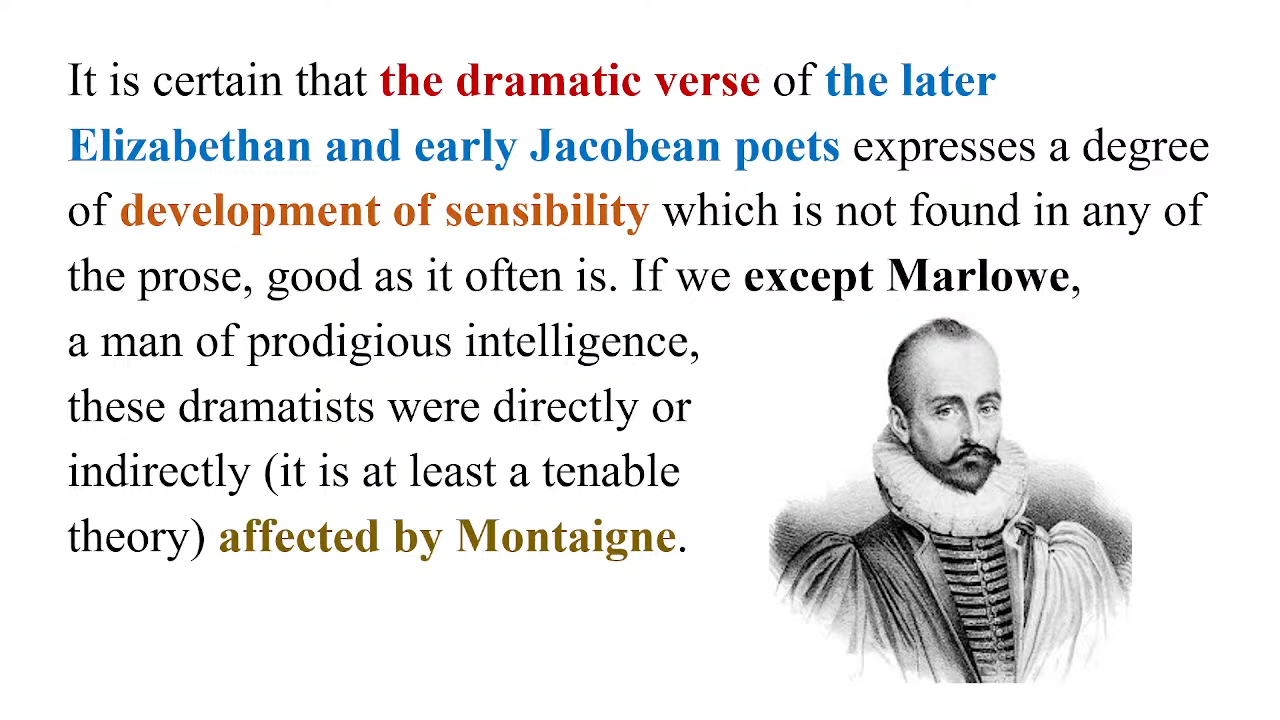 It is certain that the dramatic verse of the later
Elizabethan and early Jacobean poets expresses a degree
of development of sensibility which is not found in any of
the prose, good as it often is. If we except Marlowe,
a man of prodigious intelligence,
these dramatists were directly or
indirectly (it is at least a tenable
theory) affected by Montaigne.